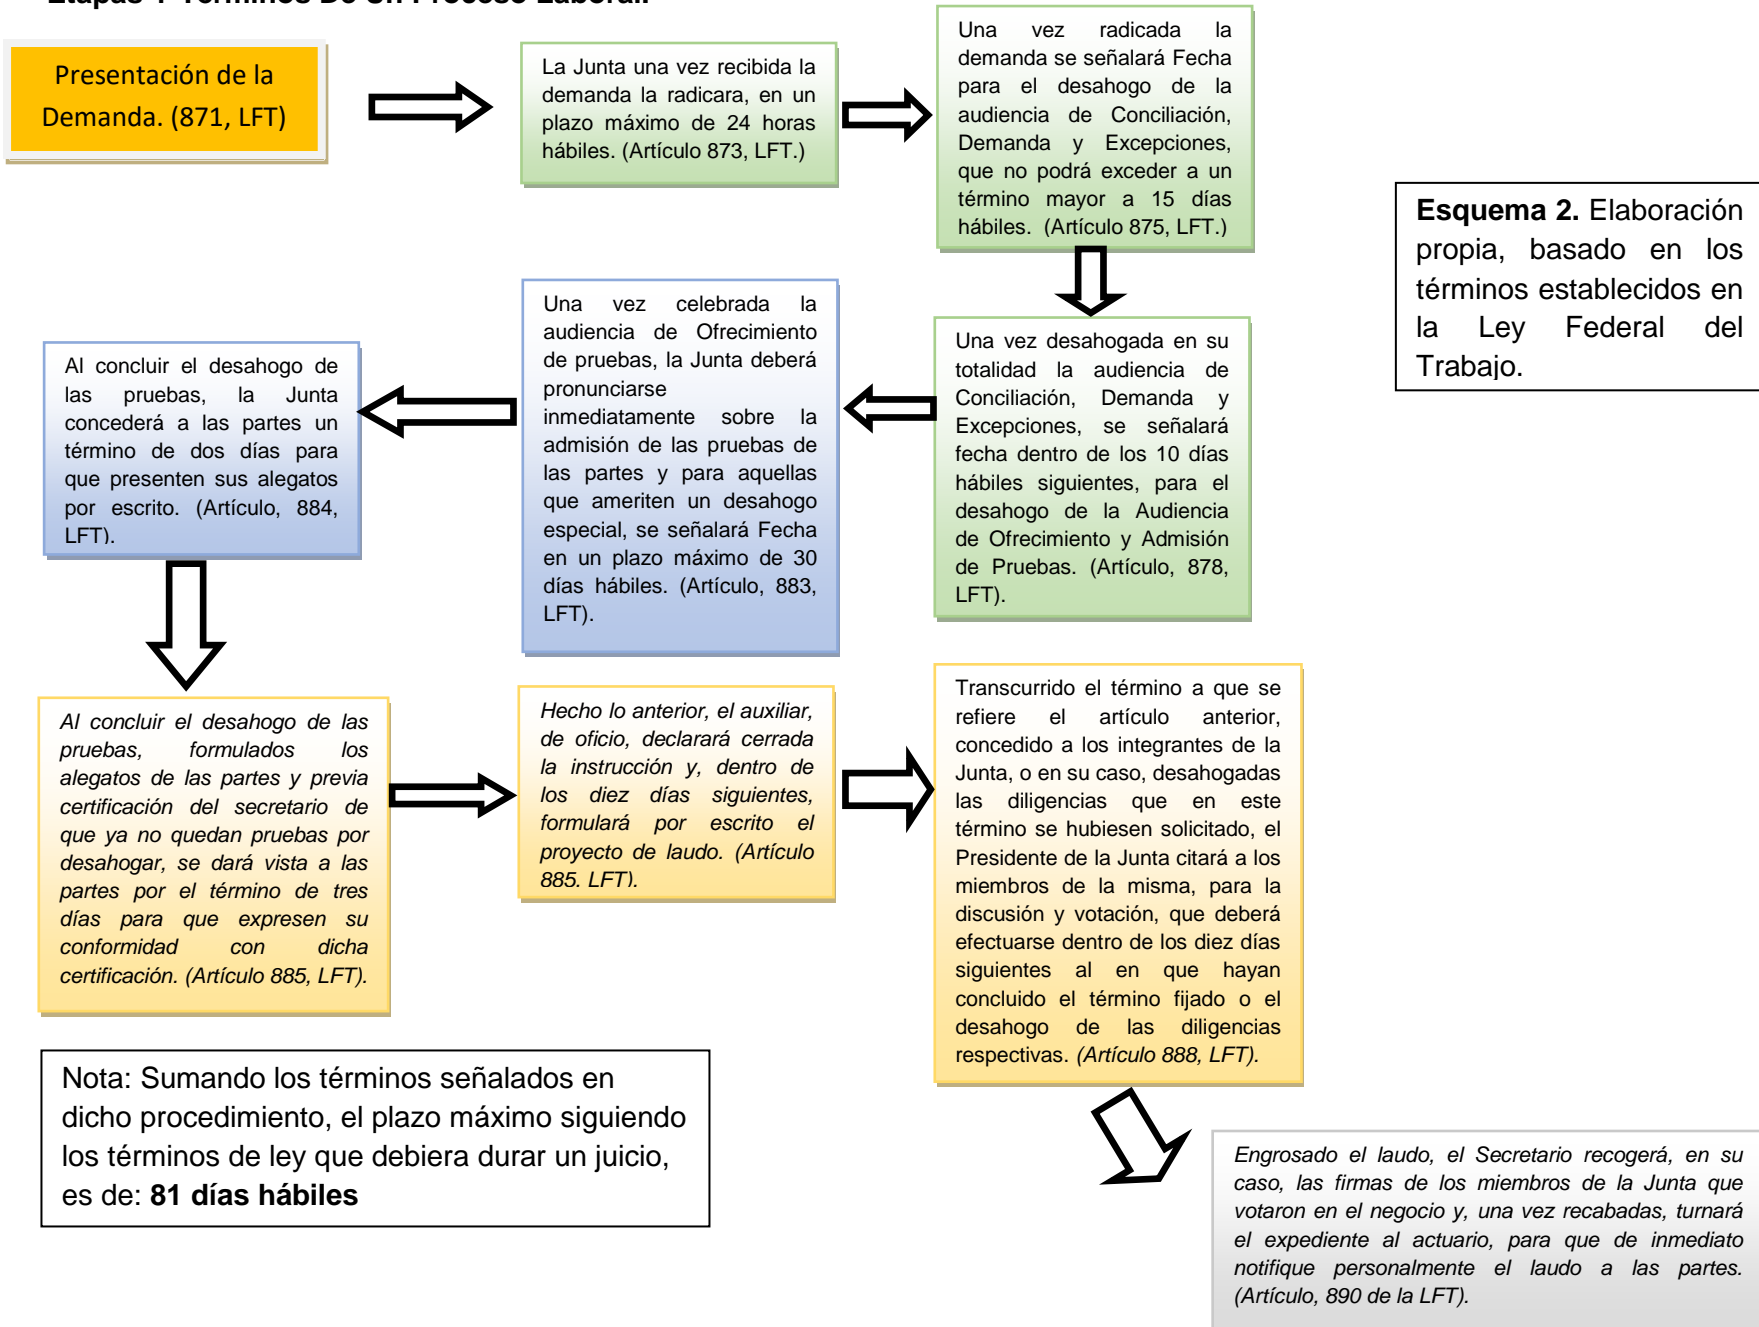 Etapas Y Términos De Un Proceso Laboral.
Presentación de la
Demanda. (871, LFT)
La Junta una vez recibida la
demanda la radicara, en un
plazo máximo de 24 horas
hábiles. (Artículo 873, LFT.)
Una vez radicada la
demanda se señalará Fecha
para el desahogo de la
audiencia de Conciliación,
Demanda y Excepciones,
que no podrá exceder a un
término mayor a 15 días
hábiles. (Artículo 875, LFT.)
Esquema 2. Elaboración
propia, basado en los
términos establecidos en
la Ley Federal del
Trabajo.
Una vez desahogada en su
totalidad la audiencia de
Conciliación, Demanda y
Excepciones, se señalará
fecha dentro de los 10 días
hábiles siguientes, para el
desahogo de la Audiencia
de Ofrecimiento y Admisión
de Pruebas. (Artículo, 878,
LFT).
Una vez celebrada la
audiencia de Ofrecimiento
de pruebas, la Junta deberá
pronunciarse
inmediatamente sobre la
admisión de las pruebas de
las partes y para aquellas
que ameriten un desahogo
especial, se señalará Fecha
en un plazo máximo de 30
días hábiles. (Artículo, 883,
LFT).
Al concluir el desahogo de
las pruebas, la Junta
concederá a las partes un
término de dos días para
que presenten sus alegatos
por escrito. (Artículo, 884,
LFT).
Al concluir el desahogo de las
pruebas, formulados los
alegatos de las partes y previa
certificación del secretario de
que ya no quedan pruebas por
desahogar, se dará vista a las
partes por el término de tres
días para que expresen su
conformidad con dicha
certificación. (Artículo 885, LFT).
Hecho lo anterior, el auxiliar,
de oficio, declarará cerrada
la instrucción y, dentro de
los diez días siguientes,
formulará por escrito el
proyecto de laudo. (Artículo
885. LFT).
Transcurrido el término a que se
refiere el artículo anterior,
concedido a los integrantes de la
Junta, o en su caso, desahogadas
las diligencias que en este
término se hubiesen solicitado, el
Presidente de la Junta citará a los
miembros de la misma, para la
discusión y votación, que deberá
efectuarse dentro de los diez días
siguientes al en que hayan
concluido el término fijado o el
desahogo de las diligencias
respectivas. (Artículo 888, LFT).
Nota: Sumando los términos señalados en
dicho procedimiento, el plazo máximo siguiendo
los términos de ley que debiera durar un juicio,
es de: 81 días hábiles
Engrosado el laudo, el Secretario recogerá, en su
caso, las firmas de los miembros de la Junta que
votaron en el negocio y, una vez recabadas, turnará
el expediente al actuario, para que de inmediato
notifique personalmente el laudo a las partes.
(Artículo, 890 de la LFT).